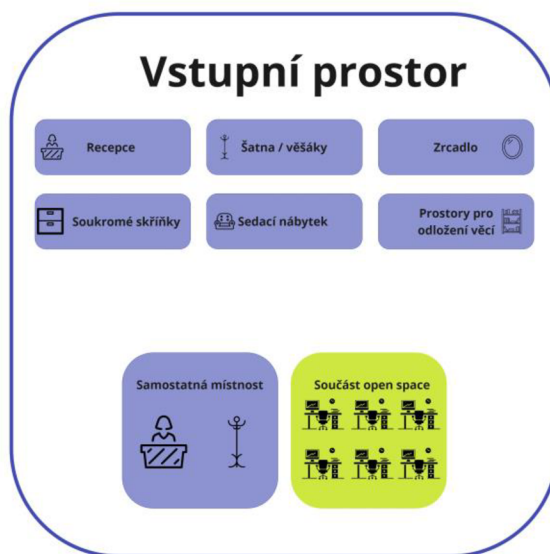 Vstupní prostor
Recepce
Šatna / věšáky
Zrcadlo
Soukromé skříňky
Sedací nábytek
Prostory pro
odložení věcí
Samostatná místnost
Součást open space